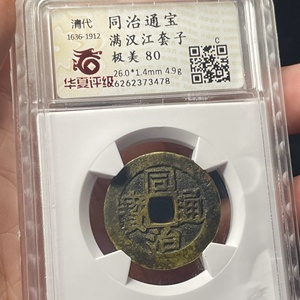 清代
1636-1912
华夏评级
同治通宝
满汉江套子
极美 80
26.0*1.4mm 4.9g
6262373478
C
同治通寳